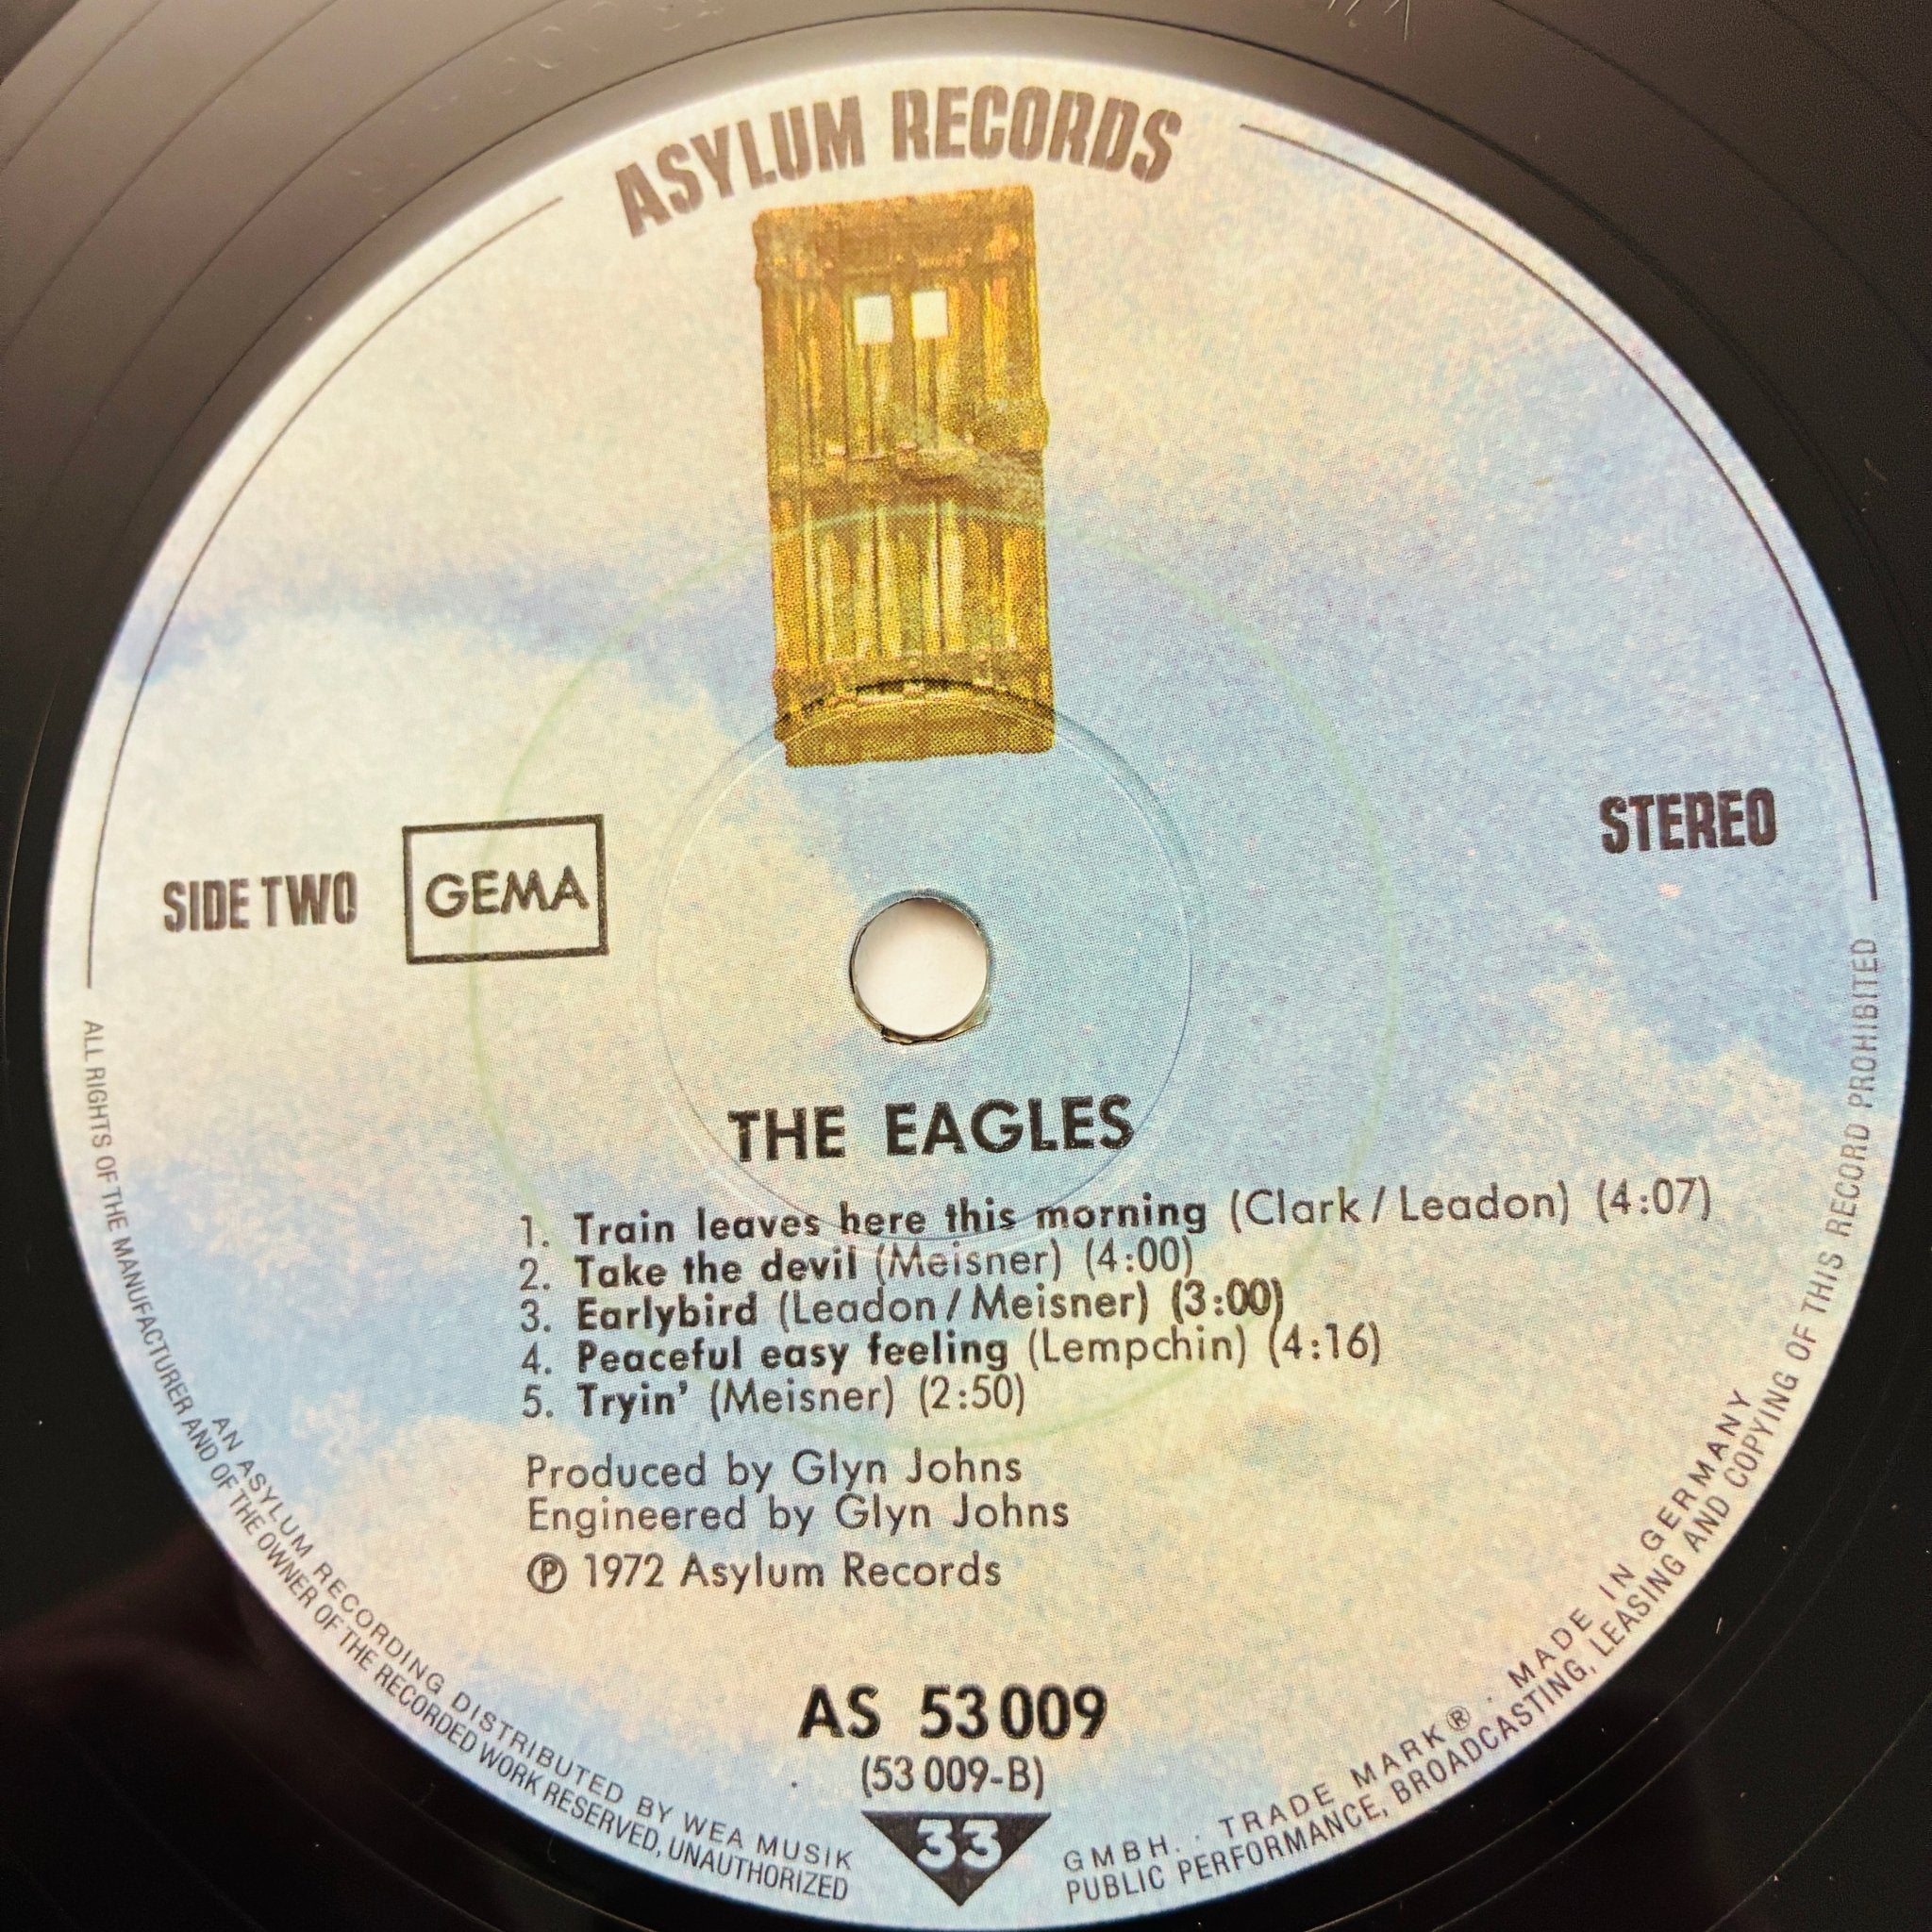 ASYLUM RECORDS
STEREO
SIDE TWO
GEMA
THE EAGLES
1. Train leaves here this morning (Clark / Leadon) (4:07)
2. Take the devil (Meisner) (4:00)
3. Earlybird (Leadon / Meisner) (3:00)
4. Peaceful easy feeling (Lempchin) (4:16)
5. Tryin' (Meisner) (2:50)
Produced by Glyn Johns
Engineered by Glyn Johns
℗ 1972 Asylum Records
AS 53 009
(53 009-B)
33
AN ASYLUM RECORDING DISTRIBUTED BY WEA MUSIK GMBH. · TRADE MARK ® · MADE IN GERMANY
ALL RIGHTS OF THE MANUFACTURER AND OF THE OWNER OF THE RECORDED WORK RESERVED, UNAUTHORIZED PUBLIC PERFORMANCE, BROADCASTING, LEASING AND COPYING OF THIS RECORD PROHIBITED